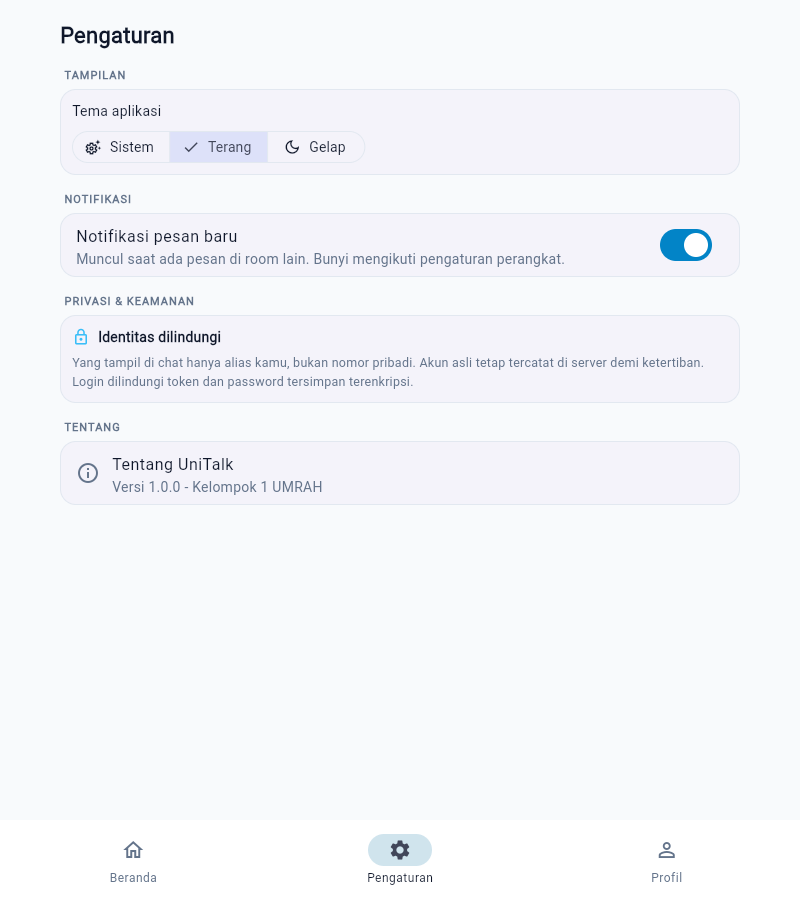 Pengaturan
TAMPILAN
Tema aplikasi
Sistem
Terang
Gelap
NOTIFIKASI
Notifikasi pesan baru
Muncul saat ada pesan di room lain. Bunyi mengikuti pengaturan perangkat.
PRIVASI & KEAMANAN
Identitas dilindungi
Yang tampil di chat hanya alias kamu, bukan nomor pribadi. Akun asli tetap tercatat di server demi ketertiban.
Login dilindungi token dan password tersimpan terenkripsi.
TENTANG
Tentang UniTalk
Versi 1.0.0 - Kelompok 1 UMRAH
Beranda
Pengaturan
Profil